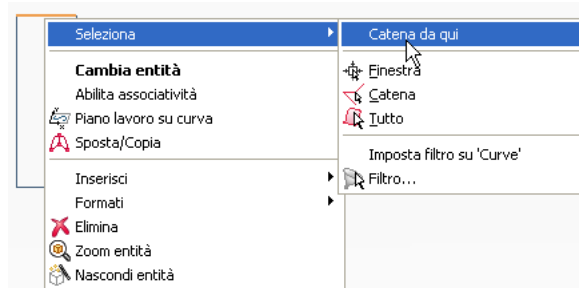 Seleziona
Cambia entità
Abilita associatività
Piano lavoro su curva
Sposta/Copia
Inserisci
Formati
Elimina
Zoom entità
Nascondi entità
Catena da qui
Finestra
Catena
Tutto
Imposta filtro su 'Curve'
Filtro...